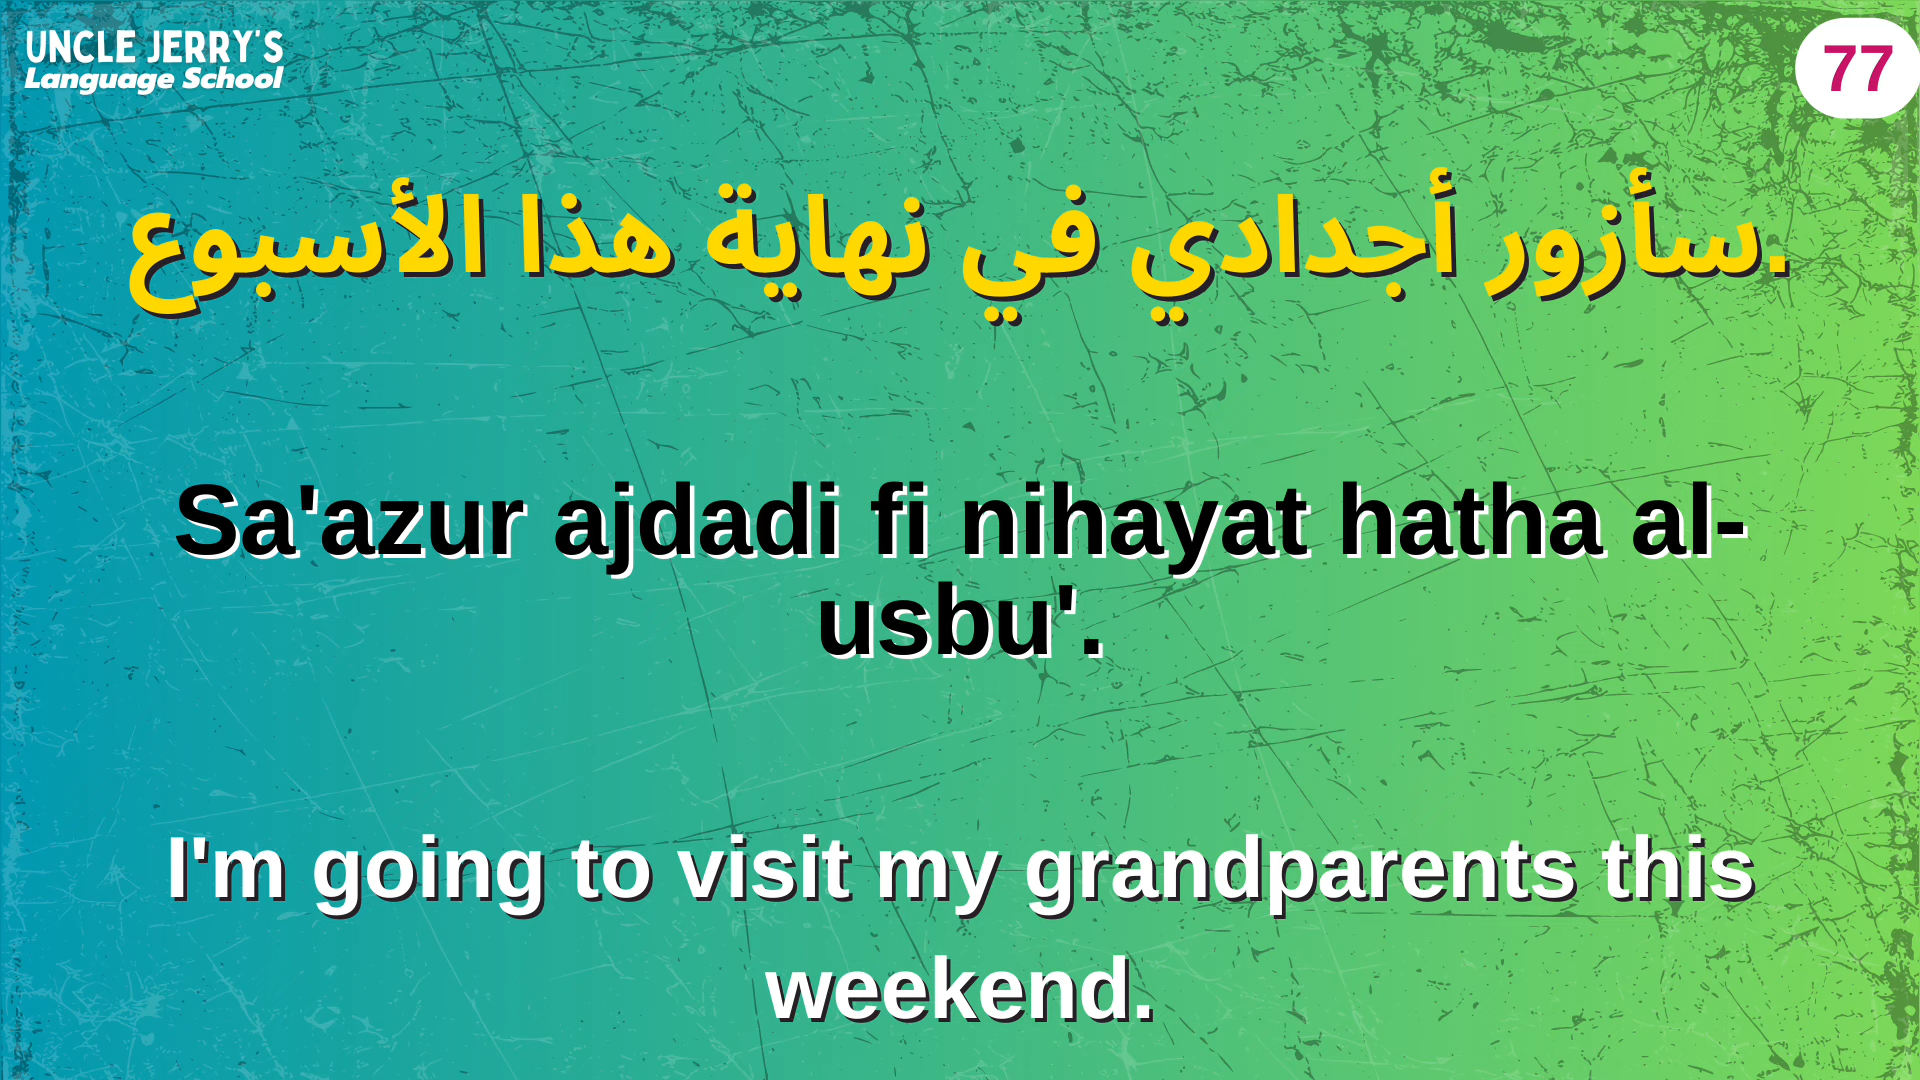 UNCLE JERRY'S
Language School
77
سأزور أجدادي في نهاية هذا الأسبوع.
Sa'azur ajdadi fi nihayat hatha al-
usbu'.
I'm going to visit my grandparents this
weekend.